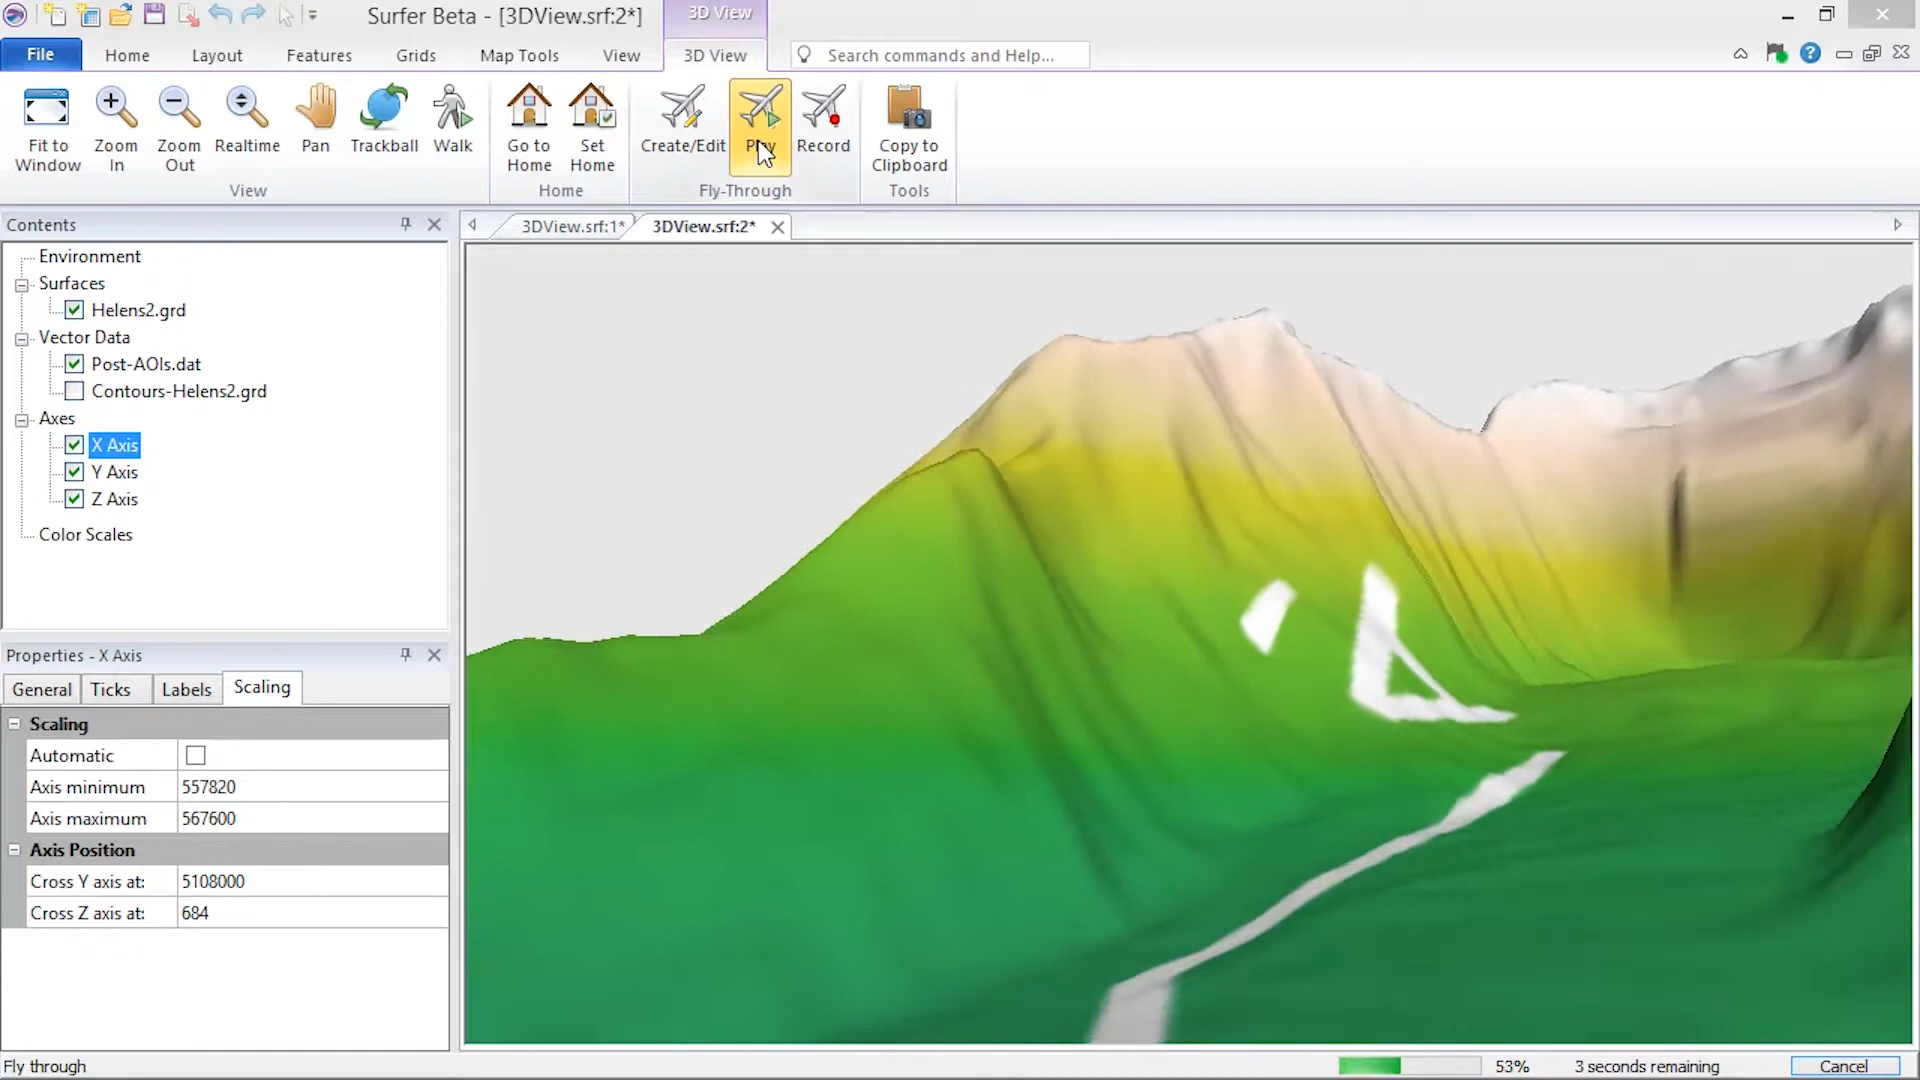 Surfer Beta - [3DView.srf:2*]
3D View
File
Home
Layout
Features
Grids
Map Tools
View
3D View
Search commands and Help...
Fit to
Window
Zoom
In
Zoom
Out
Realtime
Pan
Trackball
Walk
View
Go to
Home
Set
Home
Home
Create/Edit
Play
Record
Fly-Through
Copy to
Clipboard
Tools
Contents
3DView.srf:1*
3DView.srf:2*
Environment
Surfaces
Helens2.grd
Vector Data
Post-AOIs.dat
Contours-Helens2.grd
Axes
X Axis
Y Axis
Z Axis
Color Scales
Properties - X Axis
General
Ticks
Labels
Scaling
Scaling
Automatic
Axis minimum 557820
Axis maximum 567600
Axis Position
Cross Y axis at: 5108000
Cross Z axis at: 684
Fly through
53%
3 seconds remaining
Cancel